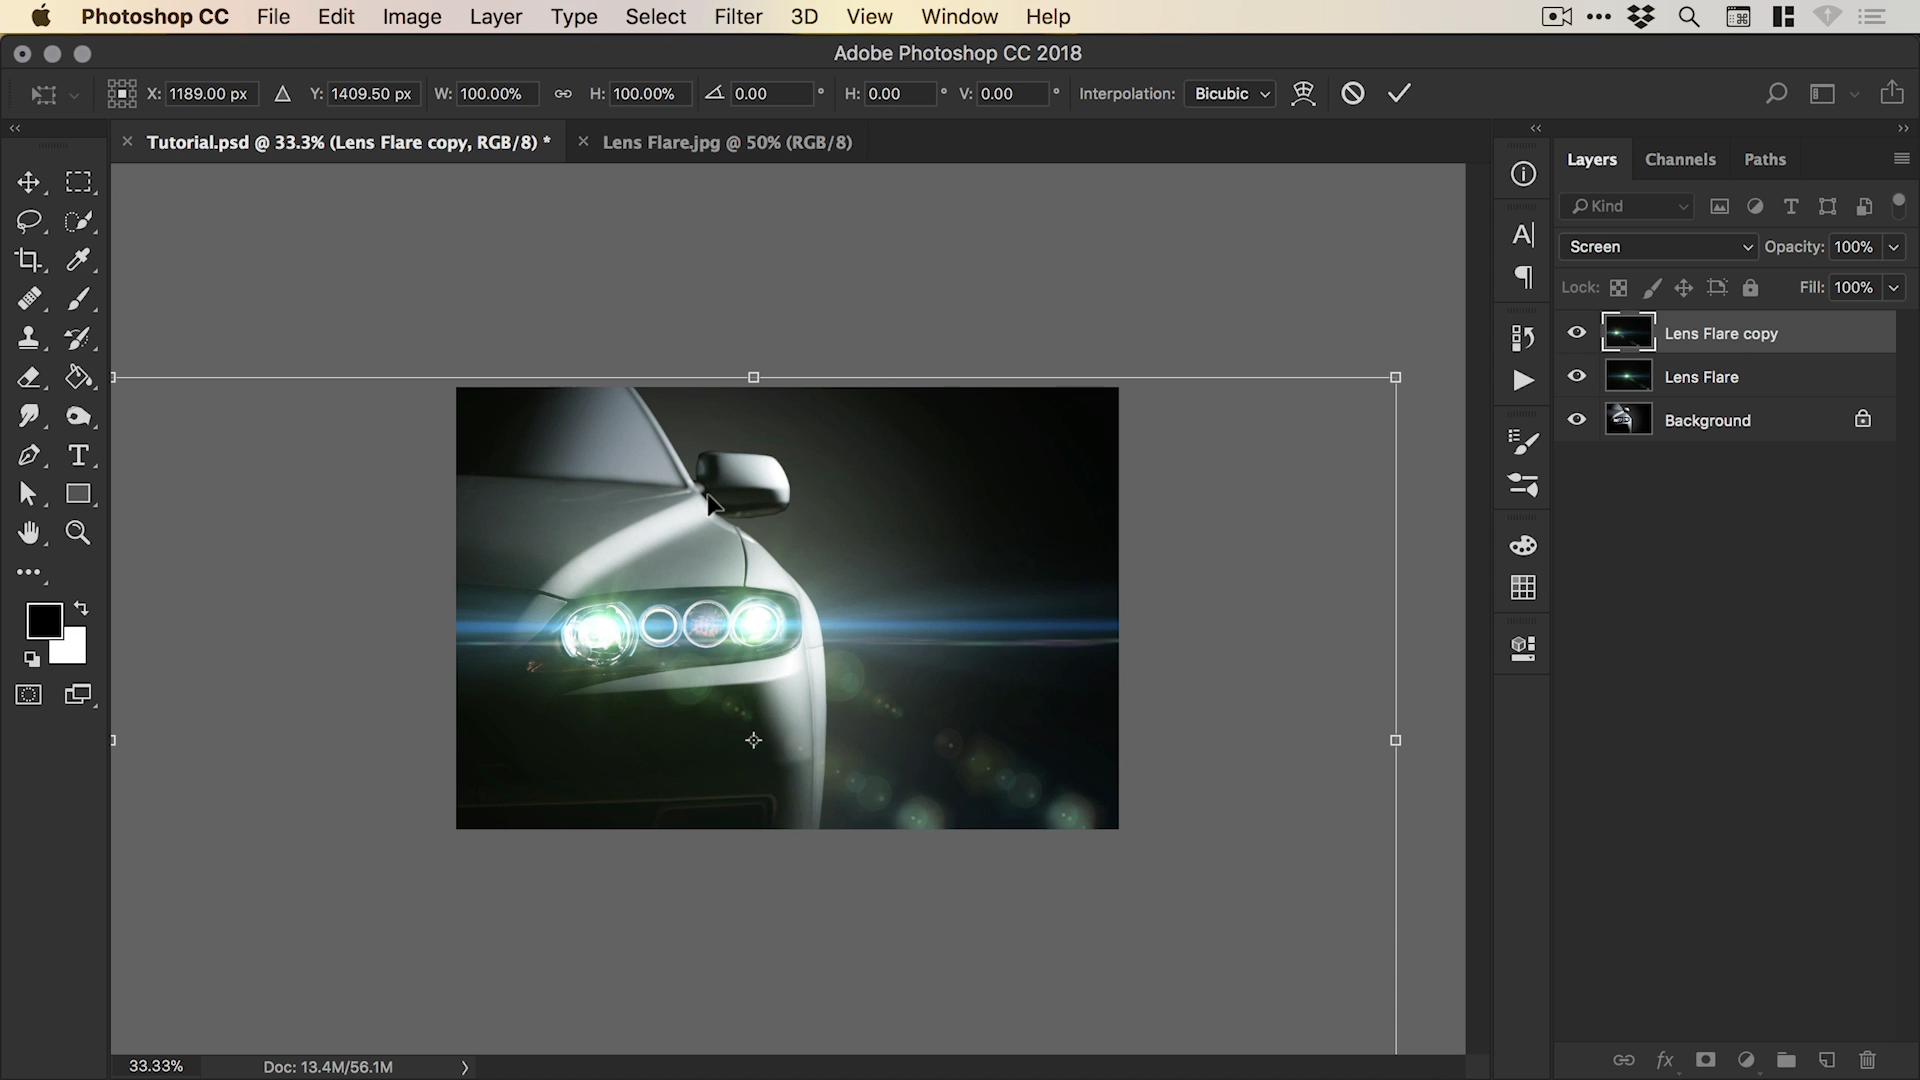 Photoshop CC File Edit Image Layer Type Select Filter 3D View Window Help
Adobe Photoshop CC 2018
X: 1189.00 px Y: 1409.50 px W: 100.00% H: 100.00% 0.00 ° H: 0.00 ° V: 0.00 ° Interpolation: Bicubic
Tutorial.psd @ 33.3% (Lens Flare copy, RGB/8) * Lens Flare.jpg @ 50% (RGB/8)
Layers Channels Paths
Kind
Screen Opacity: 100%
Lock: Fill: 100%
Lens Flare copy
Lens Flare
Background
33.33% Doc: 13.4M/56.1M